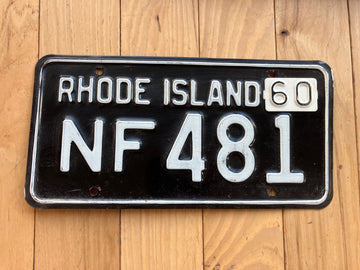 RHODE ISLAND 60
NF 481